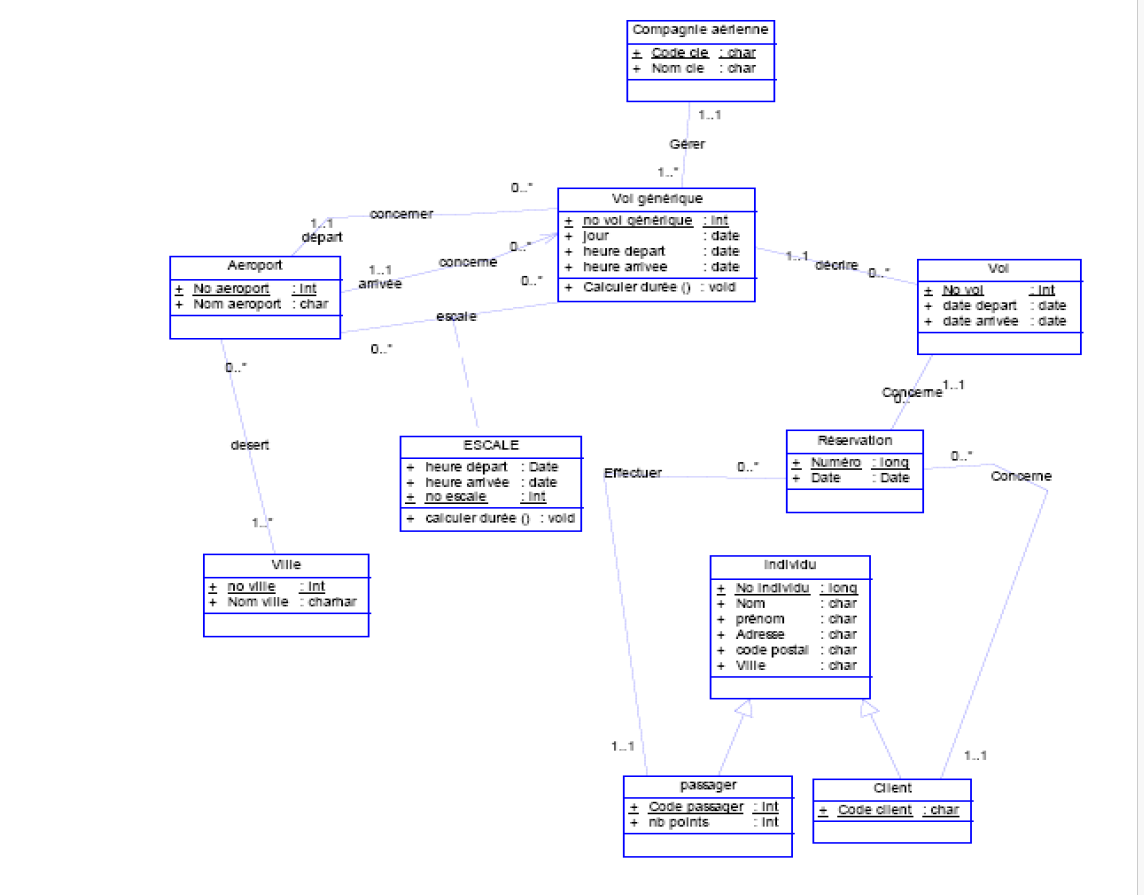 Compagnie aérienne
+ Code cie : char
+ Nom cie : char
1..1
Gérer
1..*
0..*
concerner
1..1
départ
Vol générique
+ no vol générique : Int
+ jour : date
+ heure depart : date
+ heure arrivee : date
+ Calculer durée () : void
0..*
concerne
1..1
arrivée
0..*
escale
0..*
1..1
décrire
0..*
Aeroport
+ No aeroport : Int
+ Nom aeroport : char
Vol
+ No vol : Int
+ date depart : date
+ date arrivée : date
0..*
desert
1..*
Concerne
1..1
0..
ESCALE
+ heure départ : Date
+ heure arrivée : date
+ no escale : Int
+ calculer durée () : void
Réservation
+ Numéro : long
+ Date : Date
Effectuer
0..*
0..*
Concerne
Ville
+ no ville : Int
+ Nom ville : charhar
Individu
+ No individu : long
+ Nom : char
+ prénom : char
+ Adresse : char
+ code postal : char
+ Ville : char
1..1
1..1
passager
+ Code passager : Int
+ nb points : Int
Client
+ Code client : char